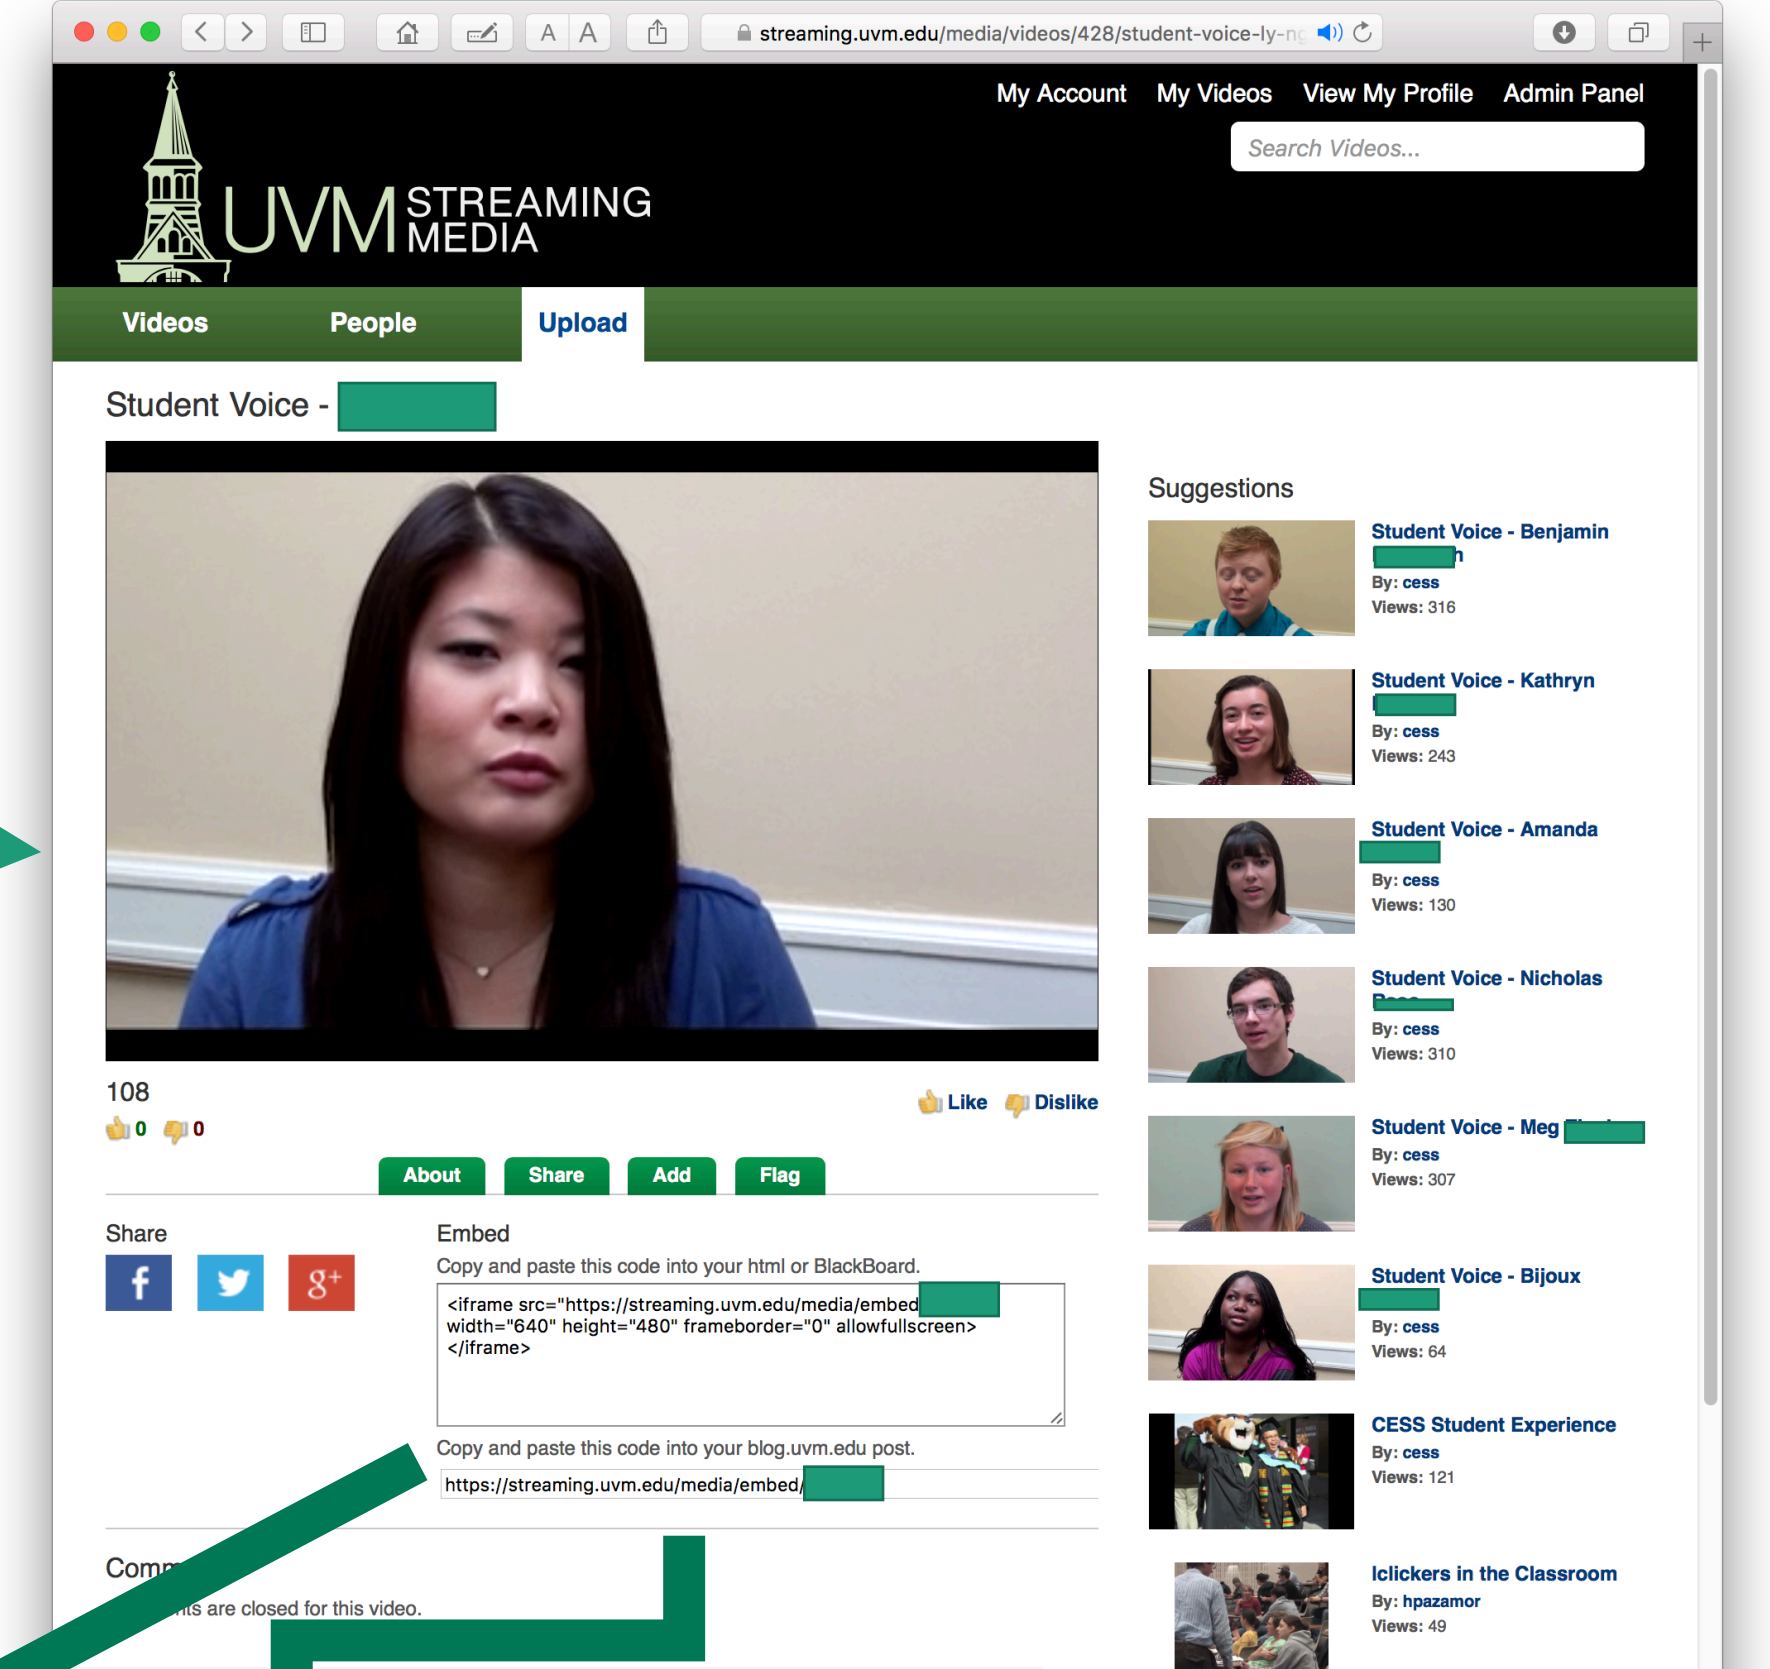 A A
streaming.uvm.edu/media/videos/428/student-voice-ly-n
My Account My Videos View My Profile Admin Panel
Search Videos...
UVM STREAMING
MEDIA
Videos People Upload
Student Voice -
108
0 0
Like Dislike
About Share Add Flag
Share
f g+
Embed
Copy and paste this code into your html or BlackBoard.
<iframe src="https://streaming.uvm.edu/media/embed
width="640" height="480" frameborder="0" allowfullscreen>
</iframe>
Copy and paste this code into your blog.uvm.edu post.
https://streaming.uvm.edu/media/embed/
Comm
nts are closed for this video.
Suggestions
Student Voice - Benjamin
h
By: cess
Views: 316
Student Voice - Kathryn
By: cess
Views: 243
Student Voice - Amanda
By: cess
Views: 130
Student Voice - Nicholas
By: cess
Views: 310
Student Voice - Meg
By: cess
Views: 307
Student Voice - Bijoux
By: cess
Views: 64
CESS Student Experience
By: cess
Views: 121
Iclickers in the Classroom
By: hpazamor
Views: 49